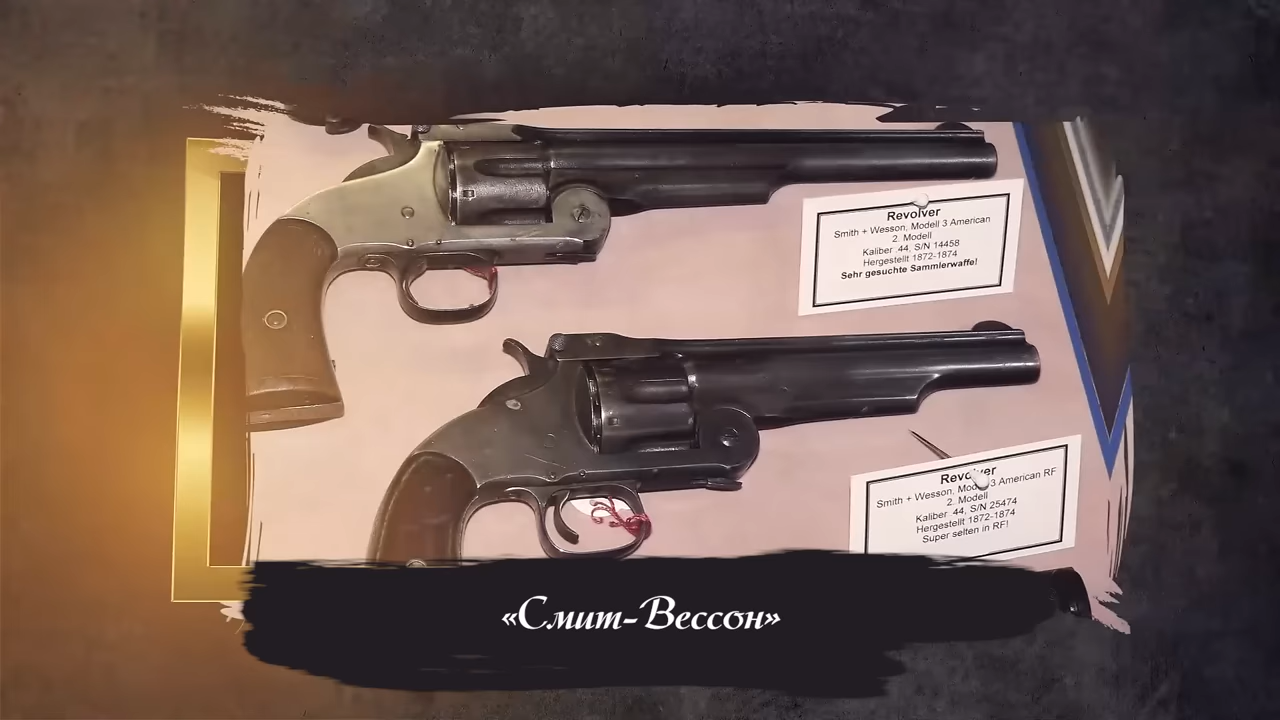 Revolver
Smith + Wesson, Modell 3 American
2. Modell
Kaliber .44, S/N 14458
Hergestellt 1872-1874
Sehr gesuchte Sammlerwaffe!
Revolver
Smith + Wesson, Modell 3 American RF
2. Modell
Kaliber .44, S/N 25474
Hergestellt 1872-1874
Super selten in RF!
«Смит-Вессон»